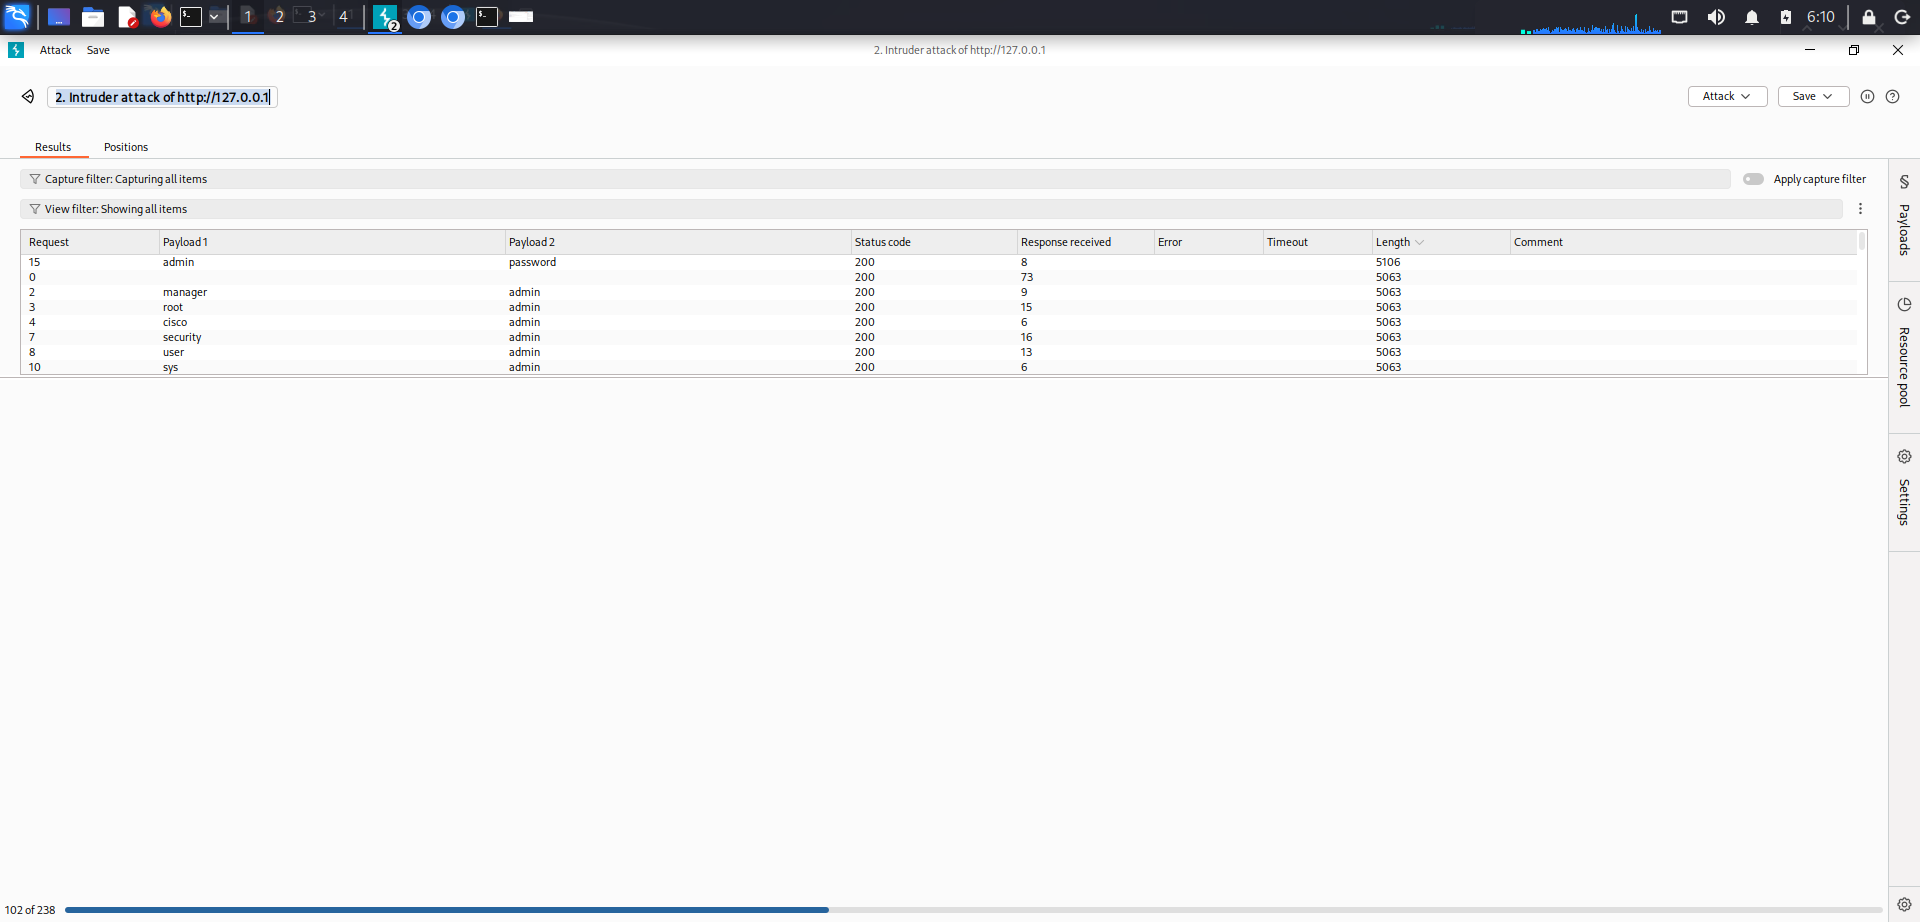 1 2 3 4 2 6:10
Attack Save 2. Intruder attack of http://127.0.0.1
2. Intruder attack of http://127.0.0.1 Attack Save
Results Positions
Capture filter: Capturing all items Apply capture filter
View filter: Showing all items
Request Payload 1 Payload 2 Status code Response received Error Timeout Length Comment
15 admin password 200 8 5106
0 200 73 5063
2 manager admin 200 9 5063
3 root admin 200 15 5063
4 cisco admin 200 6 5063
7 security admin 200 16 5063
8 user admin 200 13 5063
10 sys admin 200 6 5063
Payloads
Resource pool
Settings
102 of 238